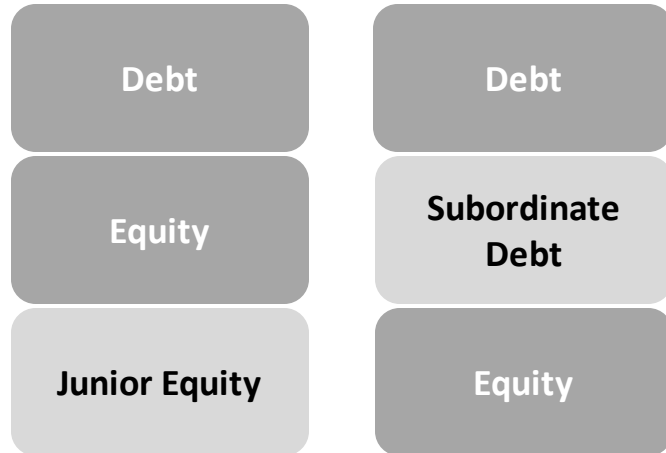 Debt
Equity
Junior Equity
Debt
Subordinate
Debt
Equity